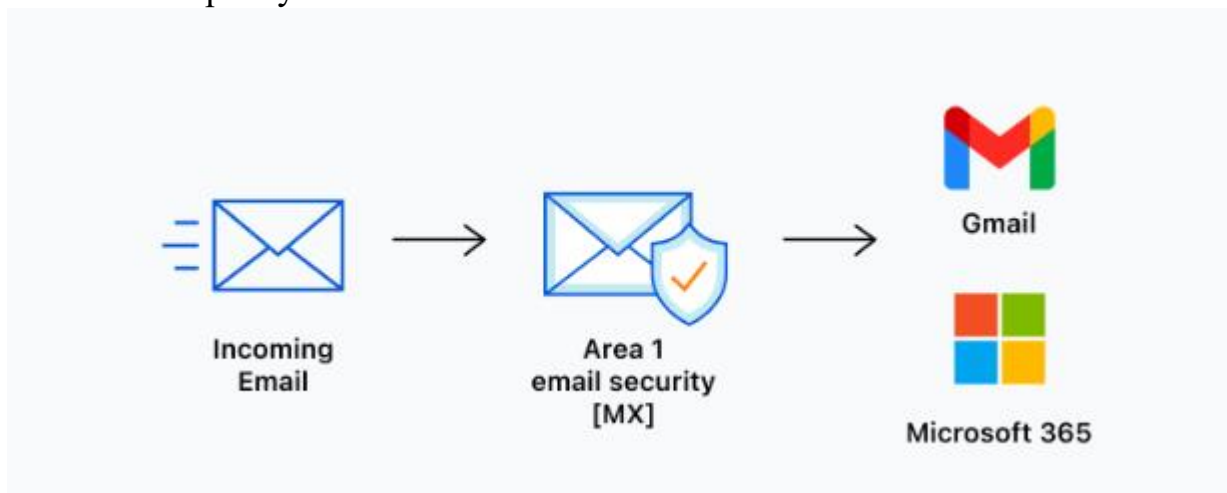 Incoming
Email
Area 1
email security
[MX]
Gmail
Microsoft 365